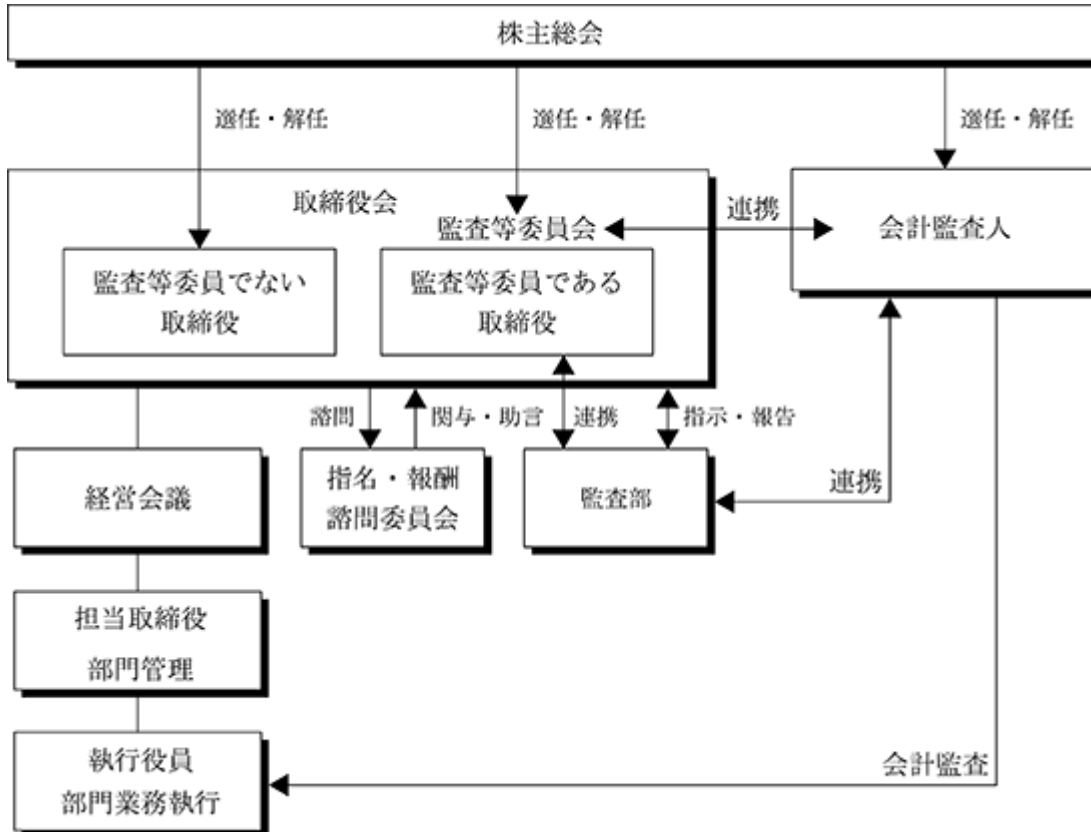 株主総会
選任・解任
選任・解任
選任・解任
取締役会
監査等委員会
連携
会計監査人
監査等委員でない
取締役
監査等委員である
取締役
諮問
関与・助言
連携
指示・報告
経営会議
指名・報酬
諮問委員会
監査部
連携
担当取締役
部門管理
執行役員
部門業務執行
会計監査